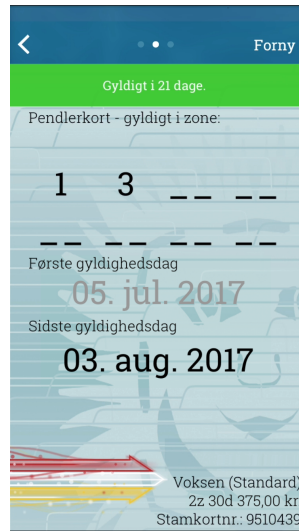 Forny
Gyldigt i 21 dage.
Pendlerkort - gyldigt i zone:
1 3 __ __
__ __ __ __
Første gyldighedsdag
05. jul. 2017
Sidste gyldighedsdag
03. aug. 2017
Voksen (Standard)
2z 30d 375,00 kr
Stamkortnr.: 9510439